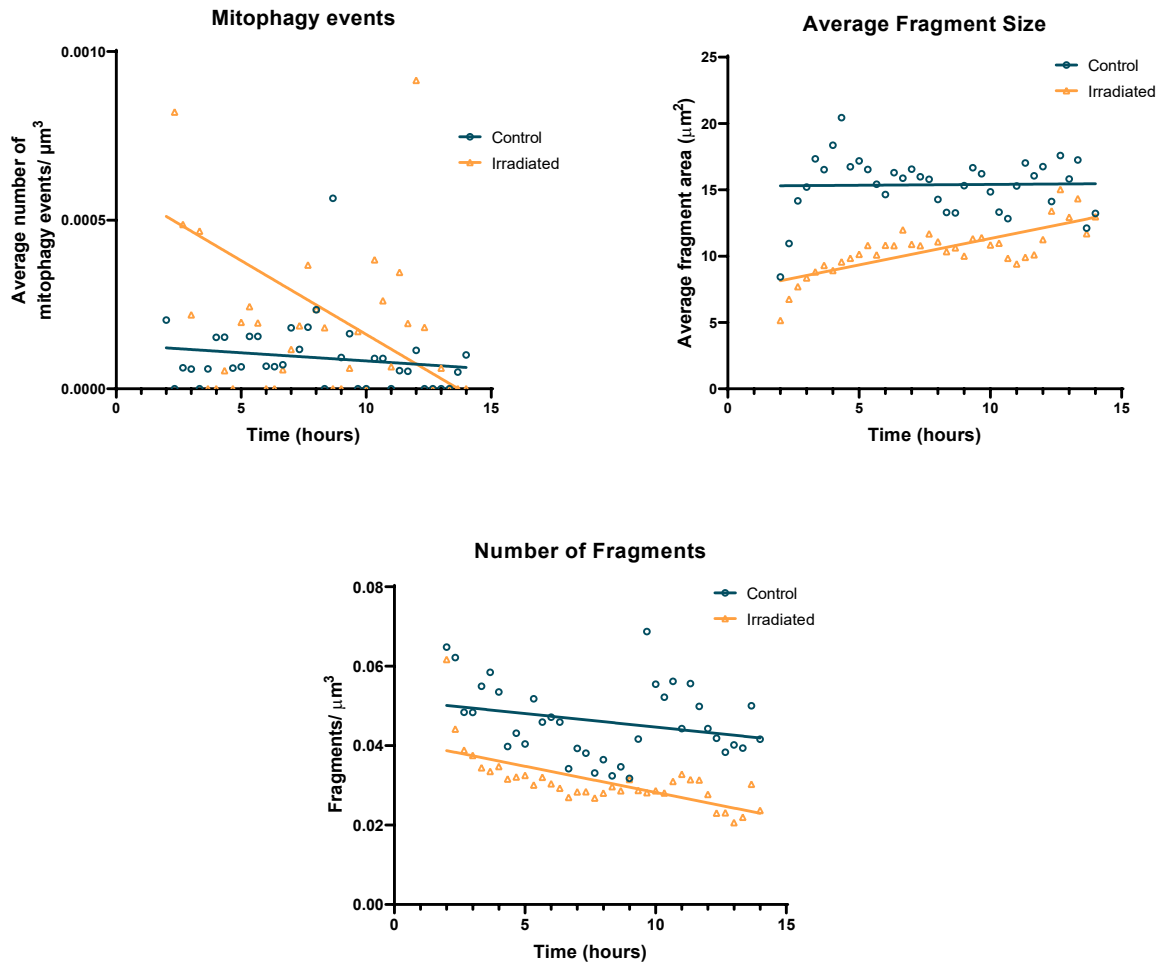 Mitophagy events
0.0010
0.0005
0.0000
Average number of
mitophagy events/ µm³
Control
Irradiated
0 5 10 15
Time (hours)
Average Fragment Size
25
20
15
10
5
0
Average fragment area (µm²)
Control
Irradiated
0 5 10 15
Time (hours)
Number of Fragments
0.08
0.06
0.04
0.02
0.00
Fragments/ µm³
Control
Irradiated
0 5 10 15
Time (hours)